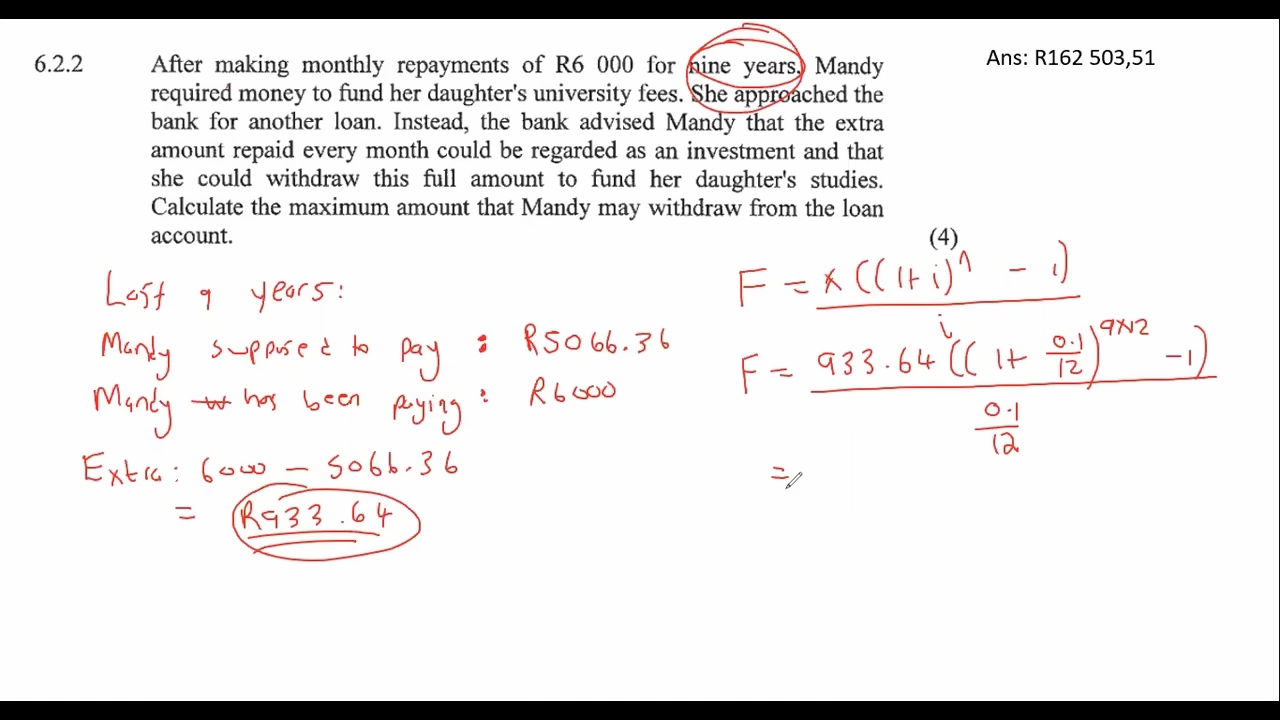 6.2.2 After making monthly repayments of R6 000 for nine years, Mandy
required money to fund her daughter's university fees. She approached the
bank for another loan. Instead, the bank advised Mandy that the extra
amount repaid every month could be regarded as an investment and that
she could withdraw this full amount to fund her daughter's studies.
Calculate the maximum amount that Mandy may withdraw from the loan
account. (4)
Ans: R162 503,51
Last 9 years:
Mandy supposed to pay : R5066.36
Mandy has been paying : R6000
Extra: 6000 - 5066.36
= R933.64
F = x((1+i)^n - 1)
i
F = 933.64((1+ 0.1/12)^9×12 -1)
0.1/12
=